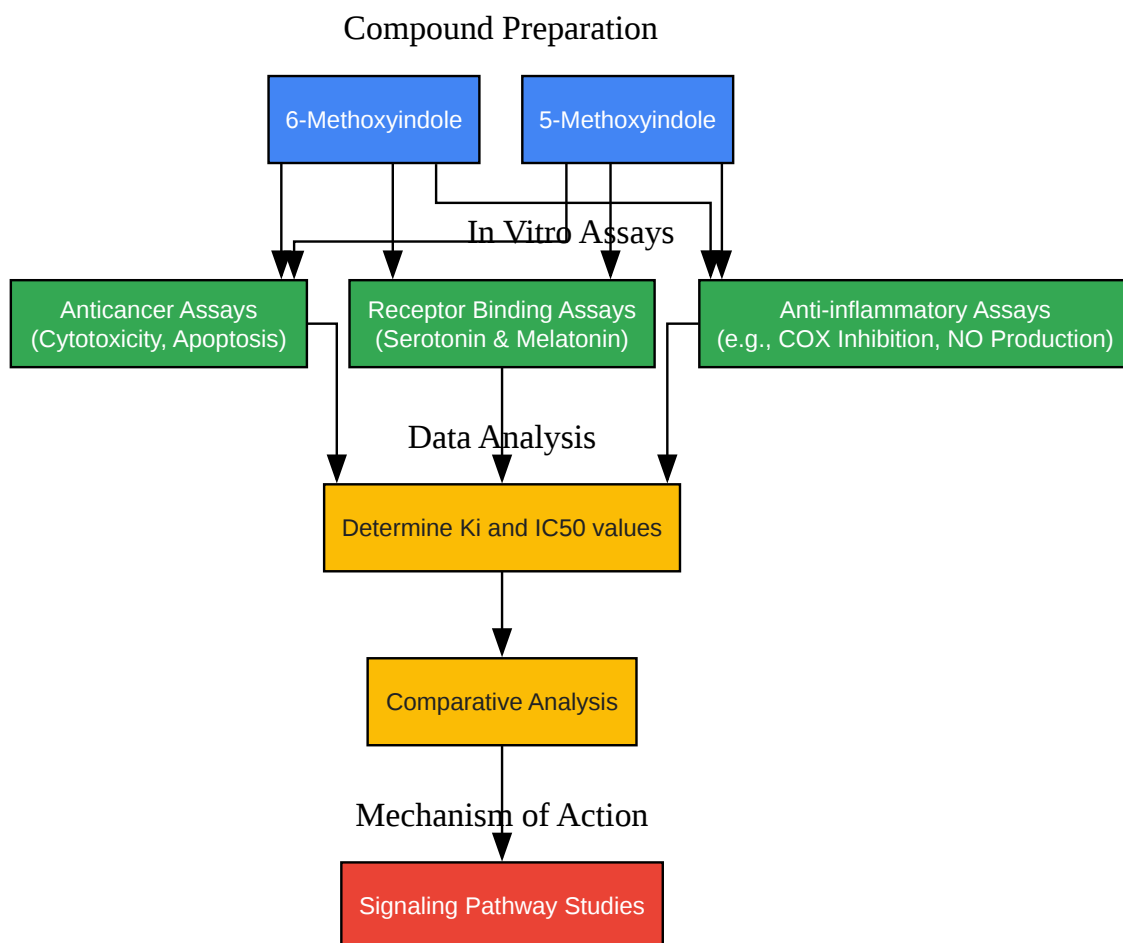 Compound Preparation
6-Methoxyindole
5-Methoxyindole
In Vitro Assays
Anticancer Assays
(Cytotoxicity, Apoptosis)
Receptor Binding Assays
(Serotonin & Melatonin)
Anti-inflammatory Assays
(e.g., COX Inhibition, NO Production)
Data Analysis
Determine Ki and IC50 values
Comparative Analysis
Mechanism of Action
Signaling Pathway Studies